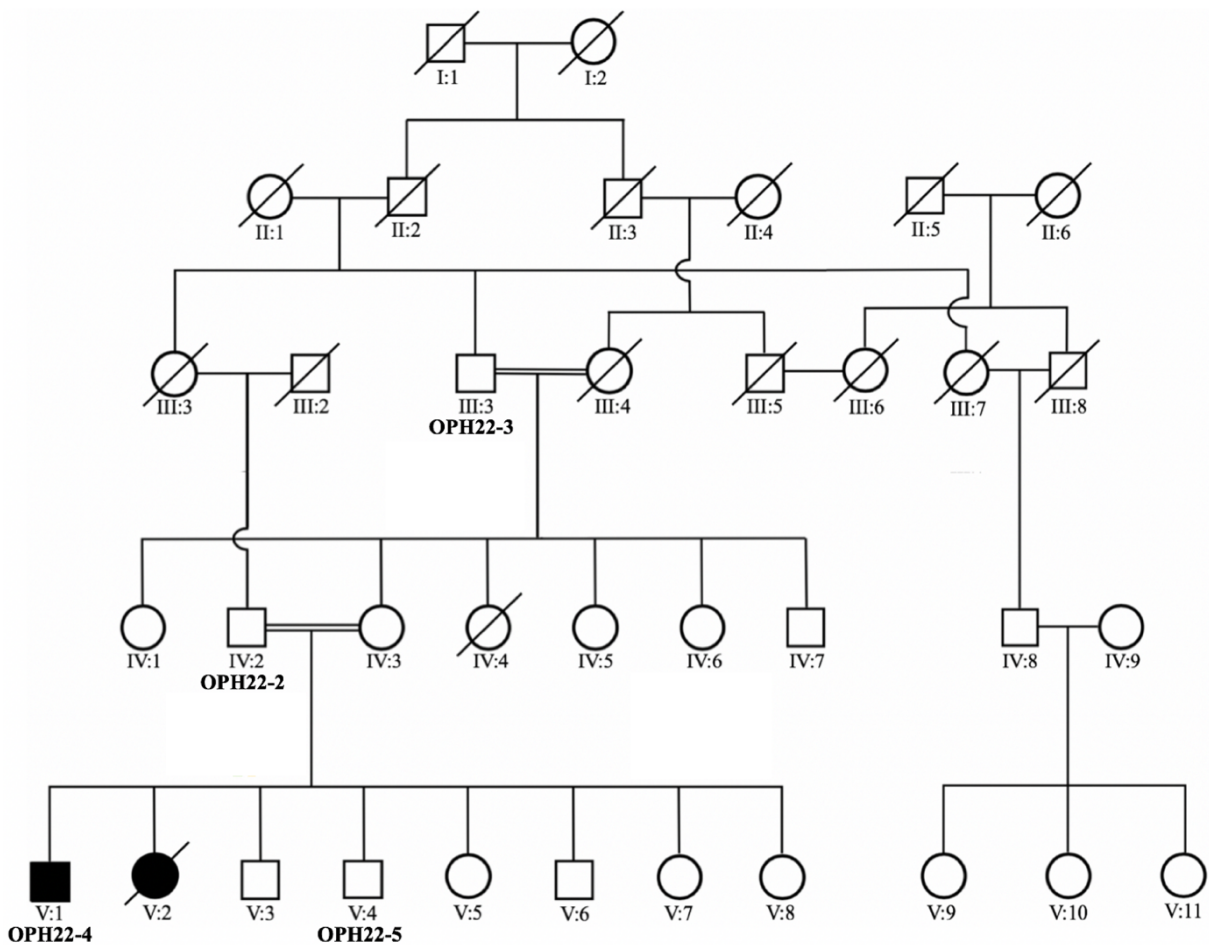 I:1 I:2
II:1 II:2 II:3 II:4 II:5 II:6
III:3 III:2 III:3 III:4 III:5 III:6 III:7 III:8
OPH22-3
IV:1 IV:2 IV:3 IV:4 IV:5 IV:6 IV:7 IV:8 IV:9
OPH22-2
V:1 V:2 V:3 V:4 V:5 V:6 V:7 V:8 V:9 V:10 V:11
OPH22-4 OPH22-5